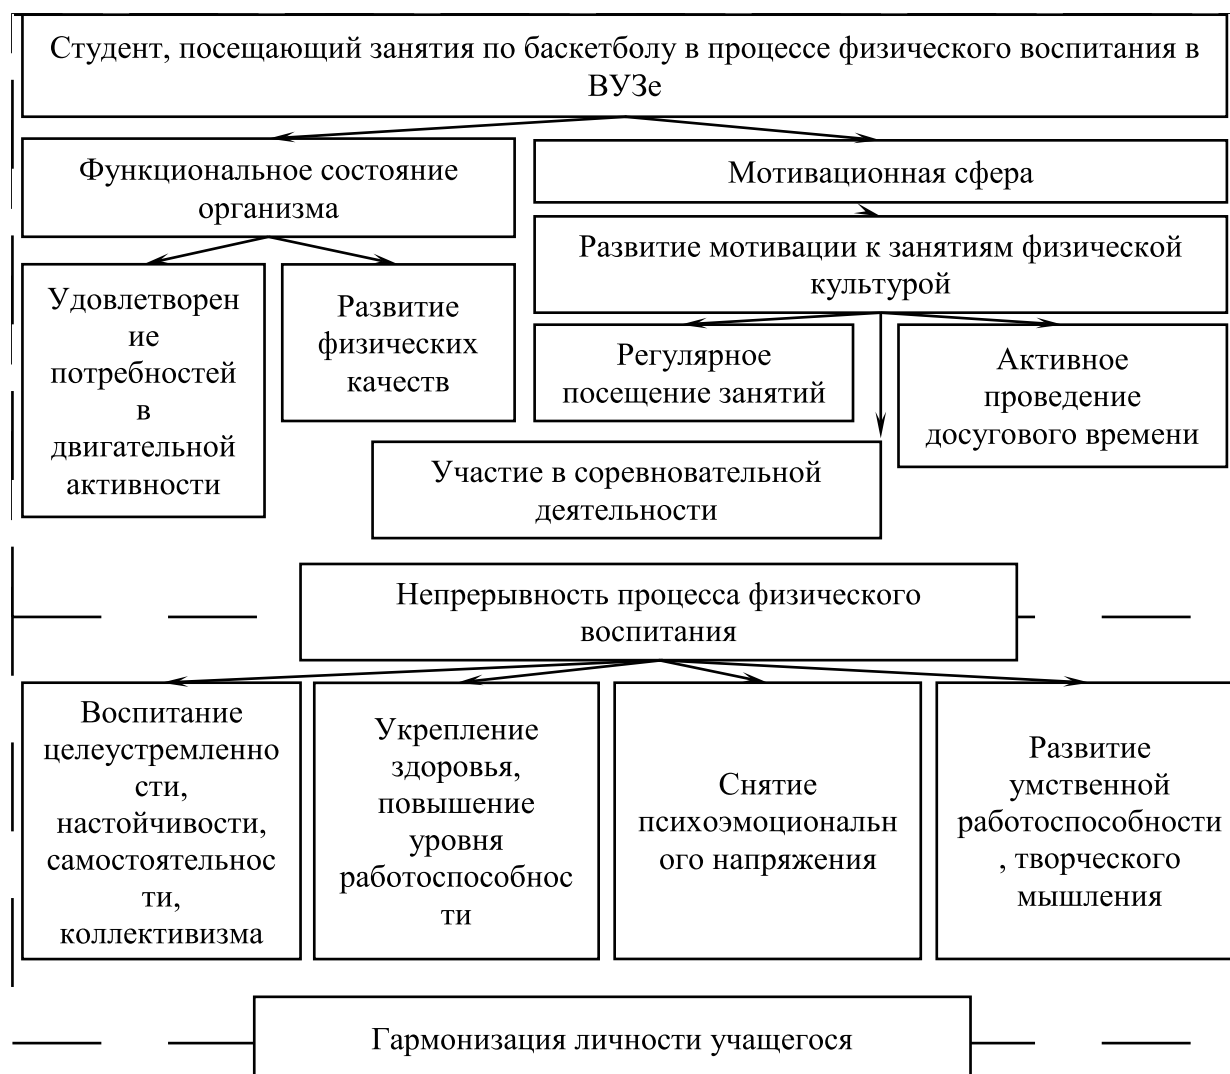 Студент, посещающий занятия по баскетболу в процессе физического воспитания в
ВУЗе
Функциональное состояние
организма
Мотивационная сфера
Развитие мотивации к занятиям физической
культурой
Удовлетворен
ие
потребностей
в
двигательной
активности
Развитие
физических
качеств
Регулярное
посещение занятий
Активное
проведение
досугового времени
Участие в соревновательной
деятельности
Непрерывность процесса физического
воспитания
Воспитание
целеустремленно
сти,
настойчивости,
самостоятельнос
ти,
коллективизма
Укрепление
здоровья,
повышение
уровня
работоспособнос
ти
Снятие
психоэмоциональн
ого напряжения
Развитие
умственной
работоспособности
, творческого
мышления
Гармонизация личности учащегося